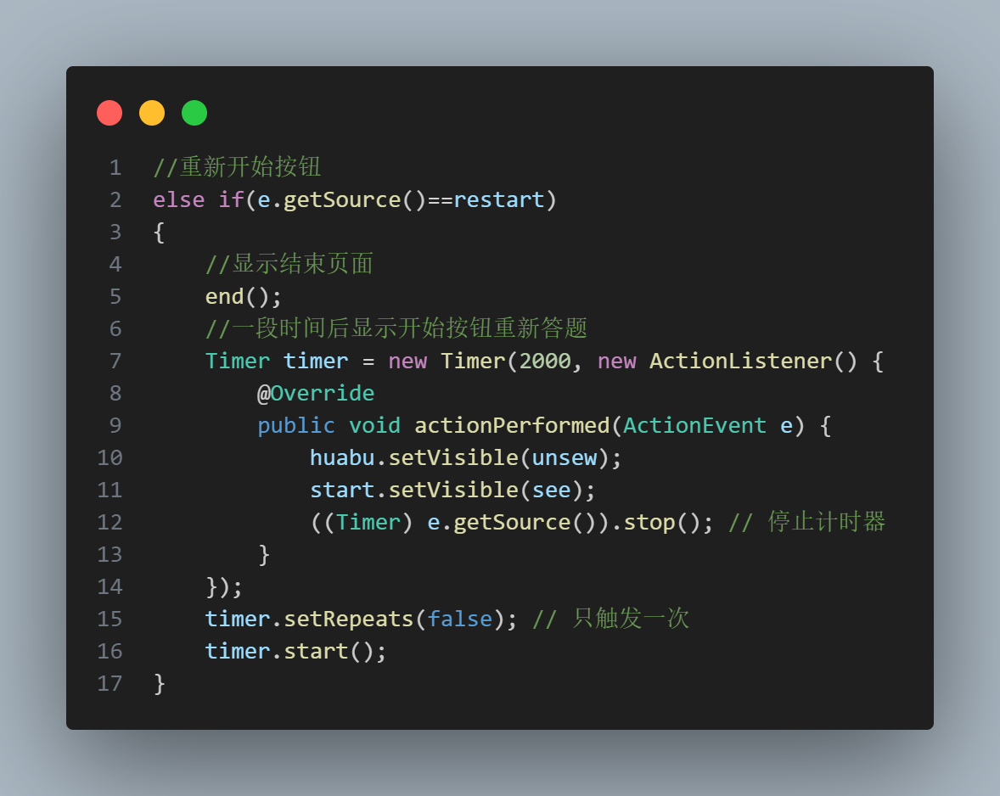 1 //重新开始按钮
2 else if(e.getSource()==restart)
3 {
4     //显示结束页面
5     end();
6     //一段时间后显示开始按钮重新答题
7     Timer timer = new Timer(2000, new ActionListener() {
8         @Override
9         public void actionPerformed(ActionEvent e) {
10             huabu.setVisible(unsew);
11             start.setVisible(see);
12             ((Timer) e.getSource()).stop(); // 停止计时器
13         }
14     });
15     timer.setRepeats(false); // 只触发一次
16     timer.start();
17 }